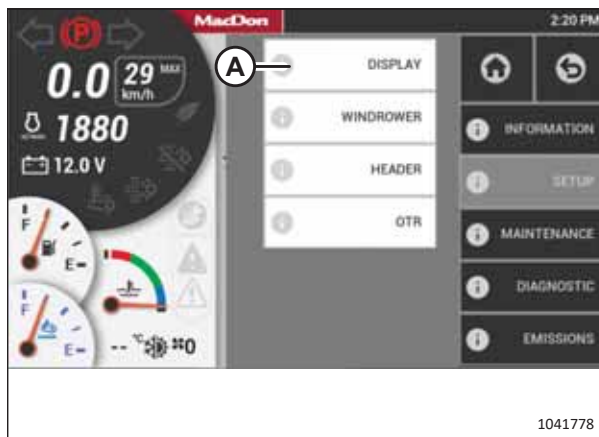 MacDon
2:20 PM
P
0.0 29 MAX
km/h
1880
12.0 V
A
DISPLAY
WINDROWER
HEADER
OTR
INFORMATION
SETUP
MAINTENANCE
DIAGNOSTIC
EMISSIONS
F
E
F
E
-- °C 0
1041778